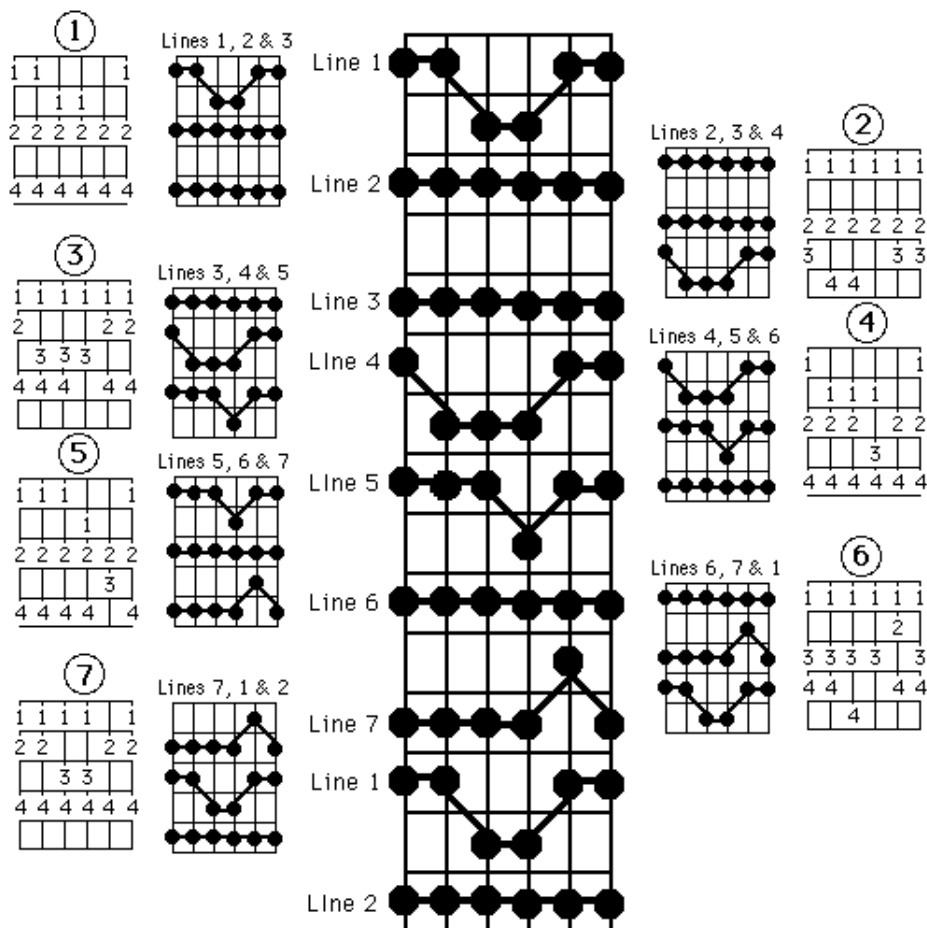 ①
Lines 1, 2 & 3
1 1 1
1 1
2 2 2 2 2 2
4 4 4 4 4 4
③
Lines 3, 4 & 5
1 1 1 1 1 1
2 2 2
3 3 3
4 4 4 4 4
⑤
Lines 5, 6 & 7
1 1 1 1
1
2 2 2 2 2 2
3
4 4 4 4 4
⑦
Lines 7, 1 & 2
1 1 1 1 1
2 2 2 2
3 3
4 4 4 4 4 4
Line 1
Line 2
Line 3
LIne 4
LIne 5
Line 6
Line 7
Line 1
LIne 2
②
Lines 2, 3 & 4
1 1 1 1 1 1
2 2 2 2 2 2
3 3 3
4 4
④
Lines 4, 5 & 6
1 1
1 1 1
2 2 2 2 2
3
4 4 4 4 4 4
⑥
Lines 6, 7 & 1
1 1 1 1 1 1
2
3 3 3 3 3
4 4 4 4
4